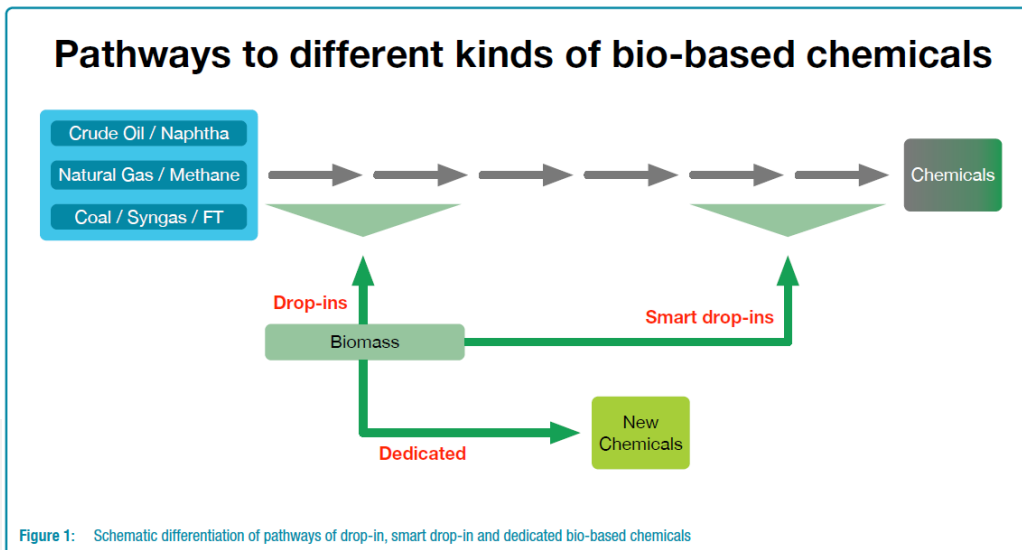 Pathways to different kinds of bio-based chemicals
Crude Oil / Naphtha
Natural Gas / Methane
Coal / Syngas / FT
Chemicals
Drop-ins
Smart drop-ins
Biomass
New
Chemicals
Dedicated
Figure 1: Schematic differentiation of pathways of drop-in, smart drop-in and dedicated bio-based chemicals